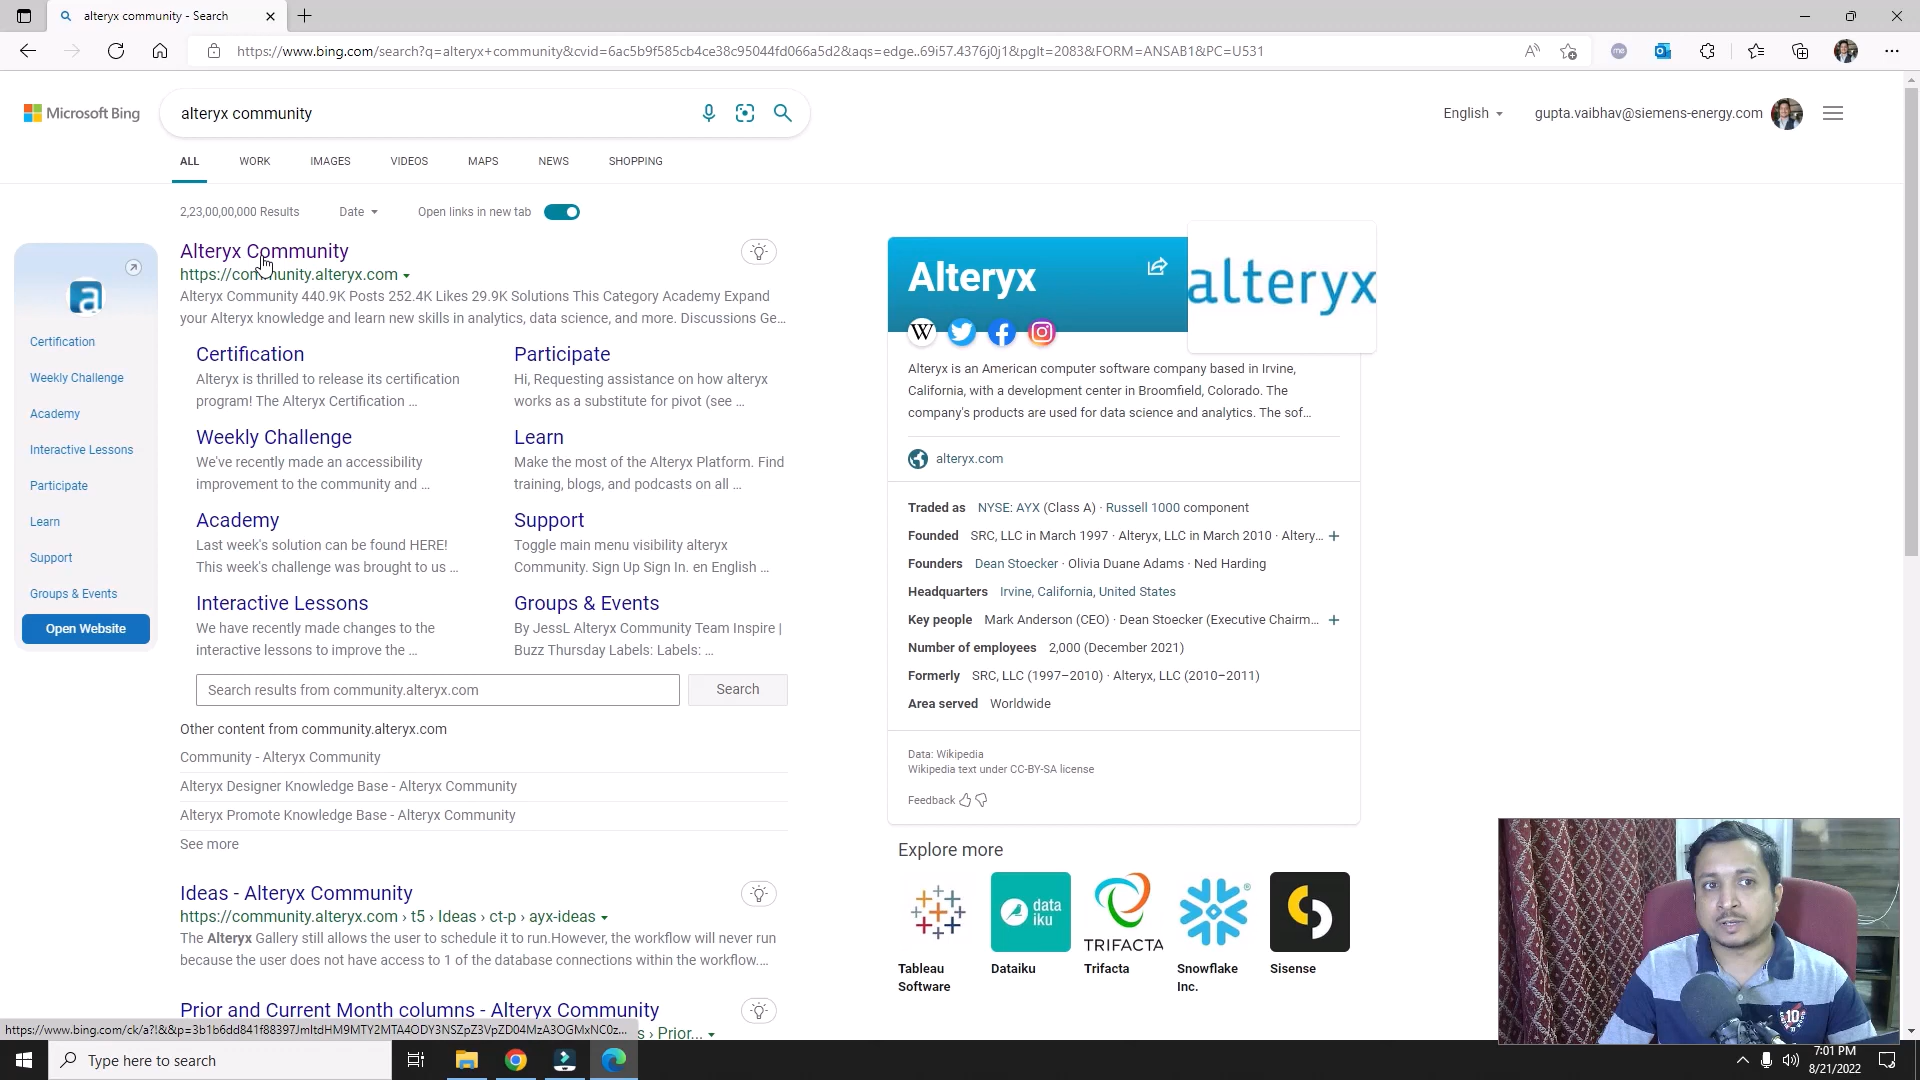 alteryx community - Search
https://www.bing.com/search?q=alteryx+community&cvid=6ac5b9f585cb4ce38c95044fd066a5d2&aqs=edge..69i57.4376j0j1&pglt=2083&FORM=ANSAB1&PC=U531
Microsoft Bing
alteryx community
English
gupta.vaibhav@siemens-energy.com
ALL WORK IMAGES VIDEOS MAPS NEWS SHOPPING
2,23,00,00,000 Results Date Open links in new tab
Certification
Weekly Challenge
Academy
Interactive Lessons
Participate
Learn
Support
Groups & Events
Open Website
Alteryx Community
https://community.alteryx.com
Alteryx Community 440.9K Posts 252.4K Likes 29.9K Solutions This Category Academy Expand
your Alteryx knowledge and learn new skills in analytics, data science, and more. Discussions Ge...
Certification
Alteryx is thrilled to release its certification
program! The Alteryx Certification ...
Participate
Hi, Requesting assistance on how alteryx
works as a substitute for pivot (see ...
Weekly Challenge
We've recently made an accessibility
improvement to the community and ...
Learn
Make the most of the Alteryx Platform. Find
training, blogs, and podcasts on all ...
Academy
Last week's solution can be found HERE!
This week's challenge was brought to us ...
Support
Toggle main menu visibility alteryx
Community. Sign Up Sign In. en English ...
Interactive Lessons
We have recently made changes to the
interactive lessons to improve the ...
Groups & Events
By JessL Alteryx Community Team Inspire |
Buzz Thursday Labels: Labels: ...
Search results from community.alteryx.com
Search
Other content from community.alteryx.com
Community - Alteryx Community
Alteryx Designer Knowledge Base - Alteryx Community
Alteryx Promote Knowledge Base - Alteryx Community
See more
Ideas - Alteryx Community
https://community.alteryx.com › t5 › Ideas › ct-p › ayx-ideas
The Alteryx Gallery still allows the user to schedule it to run.However, the workflow will never run
because the user does not have access to 1 of the database connections within the workflow....
Prior and Current Month columns - Alteryx Community
s › Prior...
Alteryx
alteryx
Alteryx is an American computer software company based in Irvine,
California, with a development center in Broomfield, Colorado. The
company's products are used for data science and analytics. The sof...
alteryx.com
Traded as NYSE: AYX (Class A) · Russell 1000 component
Founded SRC, LLC in March 1997 · Alteryx, LLC in March 2010 · Altery...
Founders Dean Stoecker · Olivia Duane Adams · Ned Harding
Headquarters Irvine, California, United States
Key people Mark Anderson (CEO) · Dean Stoecker (Executive Chairm...
Number of employees 2,000 (December 2021)
Formerly SRC, LLC (1997–2010) · Alteryx, LLC (2010–2011)
Area served Worldwide
Data: Wikipedia
Wikipedia text under CC-BY-SA license
Feedback
Explore more
data
iku
TRIFACTA
Tableau
Software
Dataiku
Trifacta
Snowflake
Inc.
Sisense
https://www.bing.com/ck/a?!&&p=3b1b6dd841f88397JmltdHM9MTY2MTA4ODY3NSZpZ3VpZD04MzA3OGMxNC0z...
Type here to search
7:01 PM
8/21/2022